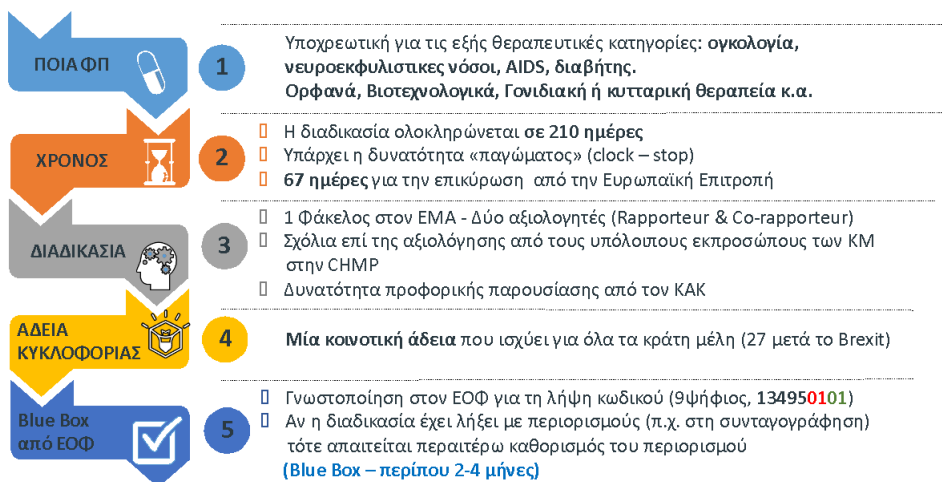 ΠΟΙΑ ΦΠ
1
Υποχρεωτική για τις εξής θεραπευτικές κατηγορίες: ογκολογία,
νευροεκφυλιστικες νόσοι, AIDS, διαβήτης.
Ορφανά, Βιοτεχνολογικά, Γονιδιακή ή κυτταρική θεραπεία κ.α.
ΧΡΟΝΟΣ
2
Η διαδικασία ολοκληρώνεται σε 210 ημέρες
Υπάρχει η δυνατότητα «παγώματος» (clock – stop)
67 ημέρες για την επικύρωση από την Ευρωπαϊκή Επιτροπή
ΔΙΑΔΙΚΑΣΙΑ
3
1 Φάκελος στον ΕΜΑ - Δύο αξιολογητές (Rapporteur & Co-rapporteur)
Σχόλια επί της αξιολόγησης από τους υπόλοιπους εκπροσώπους των ΚΜ
στην CHMP
Δυνατότητα προφορικής παρουσίασης από τον ΚΑΚ
ΑΔΕΙΑ
ΚΥΚΛΟΦΟΡΙΑΣ
4
Μία κοινοτική άδεια που ισχύει για όλα τα κράτη μέλη (27 μετά το Brexit)
Blue Box
από ΕΟΦ
5
Γνωστοποίηση στον ΕΟΦ για τη λήψη κωδικού (9ψήφιος, 134950101)
Αν η διαδικασία έχει λήξει με περιορισμούς (π.χ. στη συνταγογράφηση)
τότε απαιτείται περαιτέρω καθορισμός του περιορισμού
(Blue Box – περίπου 2-4 μήνες)